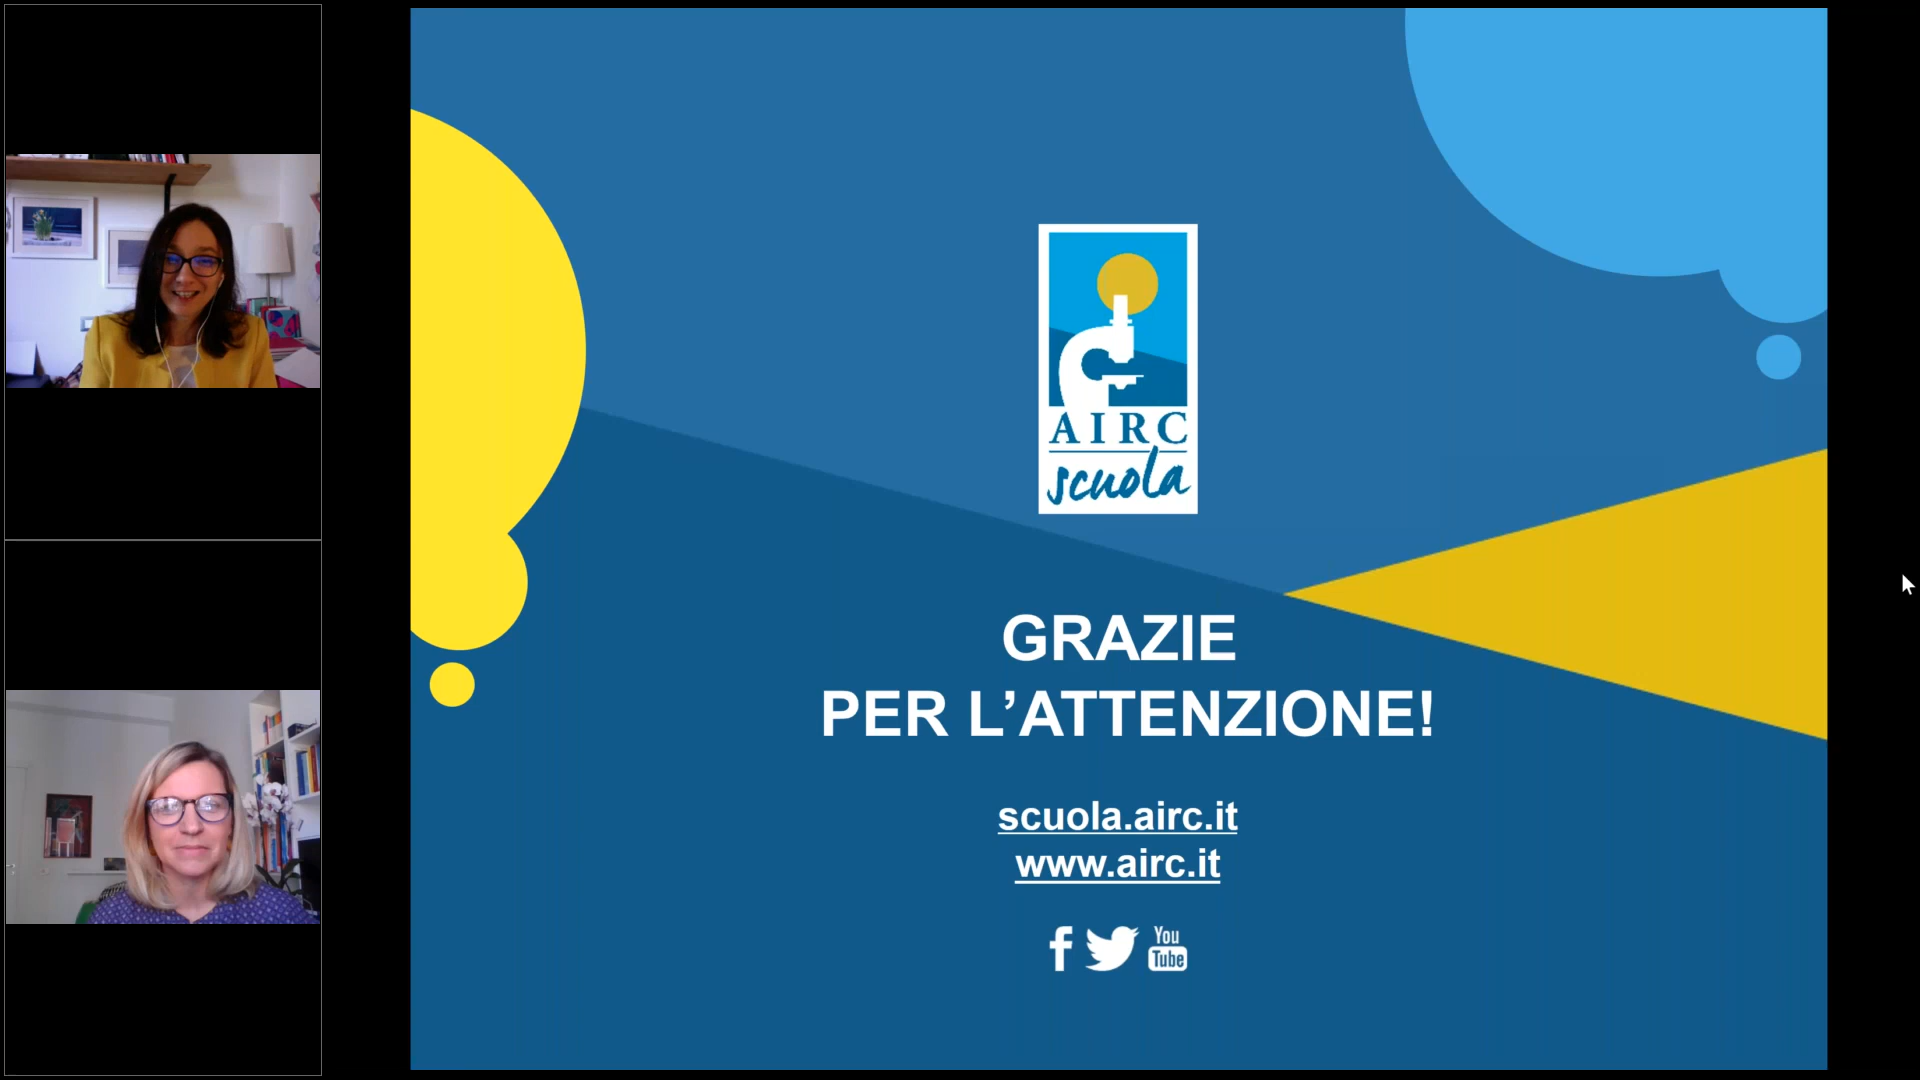 AIRC
scuola
GRAZIE
PER L’ATTENZIONE!
scuola.airc.it
www.airc.it
f
You
Tube